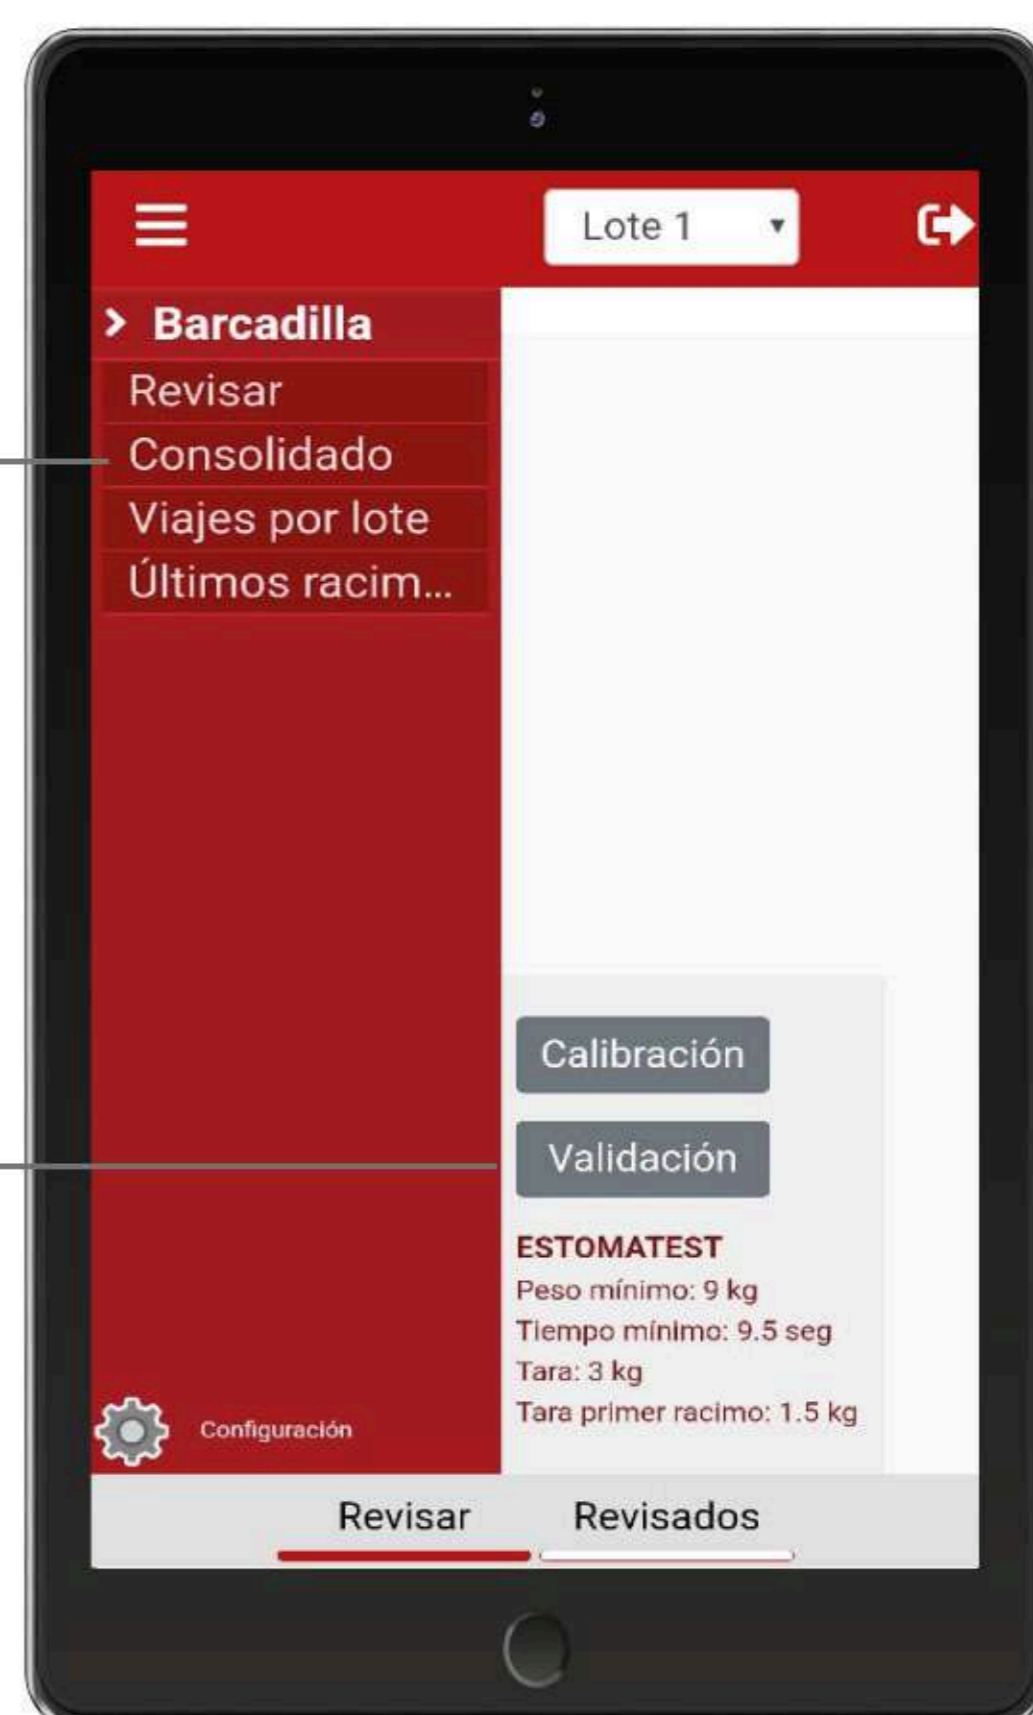 Lote 1
Barcadilla
Revisar
Consolidado
Viajes por lote
Últimos racim...
Calibración
Validación
ESTOMATEST
Peso mínimo: 9 kg
Tiempo mínimo: 9.5 seg
Tara: 3 kg
Tara primer racimo: 1.5 kg
Configuración
Revisar Revisados